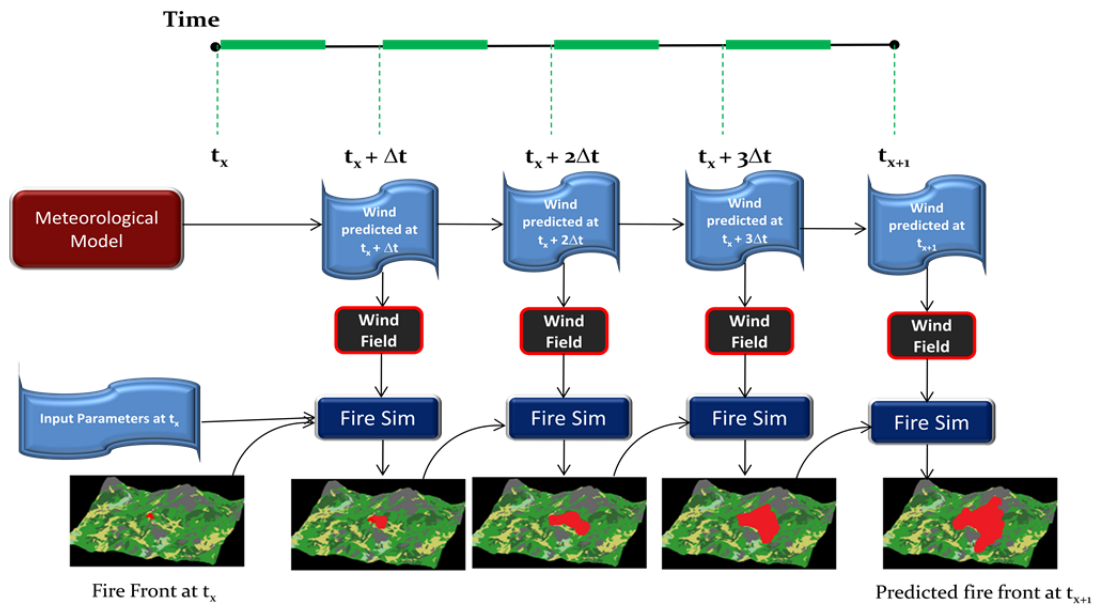 Time
tₓ
tₓ + Δt
tₓ + 2Δt
tₓ + 3Δt
tₓ₊₁
Meteorological
Model
Wind
predicted at
tₓ + Δt
Wind
predicted at
tₓ + 2Δt
Wind
predicted at
tₓ + 3Δt
Wind
predicted at
tₓ₊₁
Wind
Field
Wind
Field
Wind
Field
Wind
Field
Input Parameters at tₓ
Fire Sim
Fire Sim
Fire Sim
Fire Sim
Fire Front at tₓ
Predicted fire front at tₓ₊₁